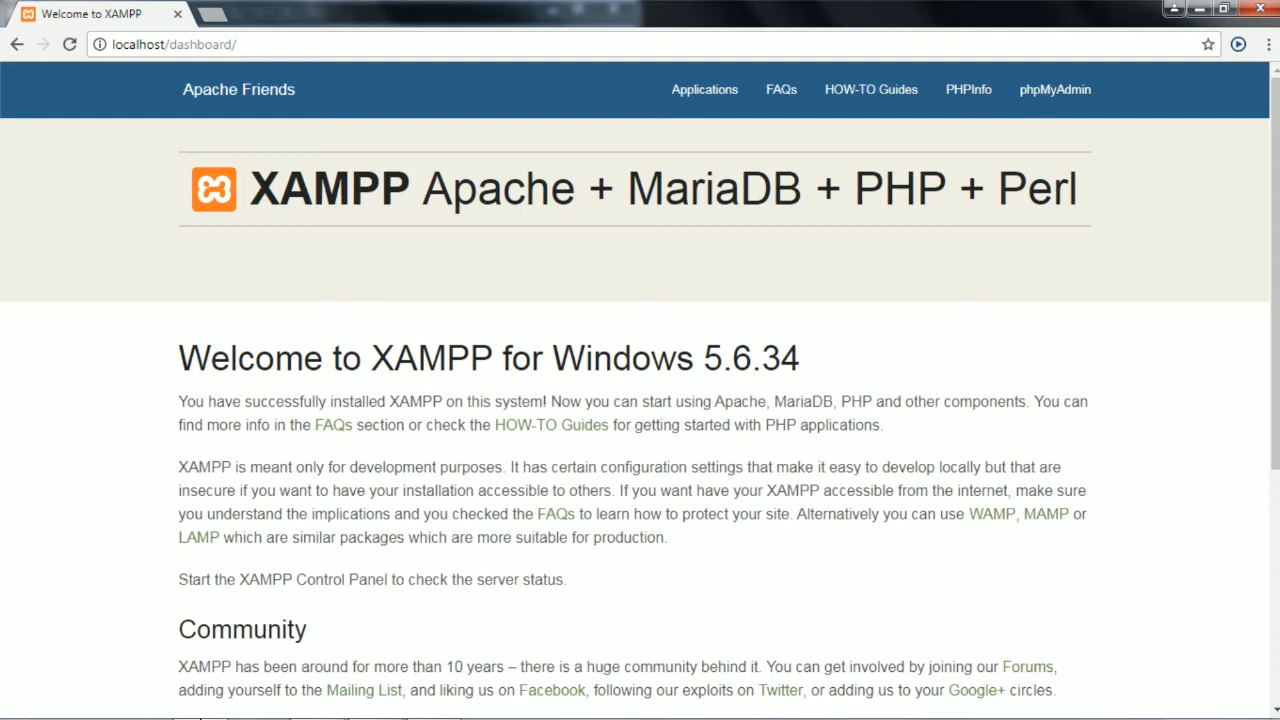 Welcome to XAMPP
localhost/dashboard/
Apache Friends
Applications
FAQs
HOW-TO Guides
PHPInfo
phpMyAdmin
XAMPP Apache + MariaDB + PHP + Perl
Welcome to XAMPP for Windows 5.6.34
You have successfully installed XAMPP on this system! Now you can start using Apache, MariaDB, PHP and other components. You can
find more info in the FAQs section or check the HOW-TO Guides for getting started with PHP applications.
XAMPP is meant only for development purposes. It has certain configuration settings that make it easy to develop locally but that are
insecure if you want to have your installation accessible to others. If you want have your XAMPP accessible from the internet, make sure
you understand the implications and you checked the FAQs to learn how to protect your site. Alternatively you can use WAMP, MAMP or
LAMP which are similar packages which are more suitable for production.
Start the XAMPP Control Panel to check the server status.
Community
XAMPP has been around for more than 10 years – there is a huge community behind it. You can get involved by joining our Forums,
adding yourself to the Mailing List, and liking us on Facebook, following our exploits on Twitter, or adding us to your Google+ circles.